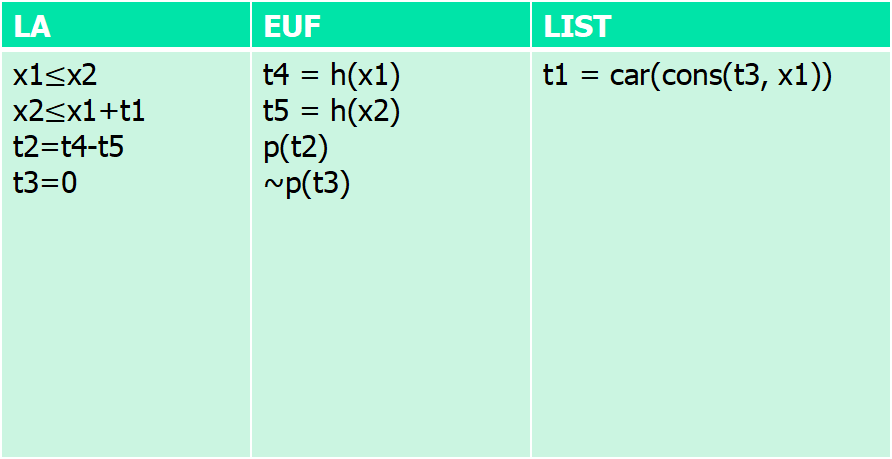 LA
EUF
LIST
x1≤x2
x2≤x1+t1
t2=t4-t5
t3=0
t4 = h(x1)
t5 = h(x2)
p(t2)
~p(t3)
t1 = car(cons(t3, x1))